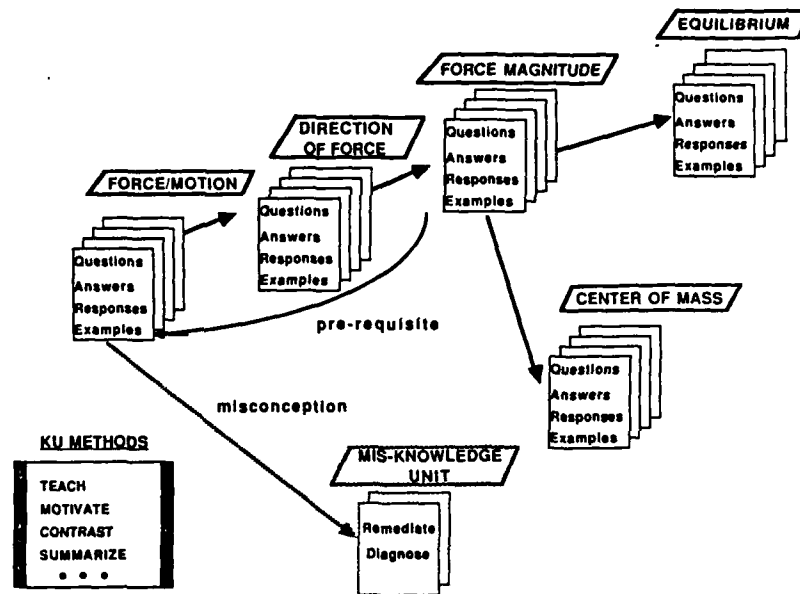 EQUILIBRIUM
Questions
Answers
Responses
Examples
FORCE MAGNITUDE
Questions
Answers
Responses
Examples
DIRECTION
OF FORCE
Questions
Answers
Responses
Examples
FORCE/MOTION
Questions
Answers
Responses
Examples
pre-requisite
CENTER OF MASS
Questions
Answers
Responses
Examples
misconception
MIS-KNOWLEDGE
UNIT
Remediate
Diagnose
KU METHODS
TEACH
MOTIVATE
CONTRAST
SUMMARIZE
• • •